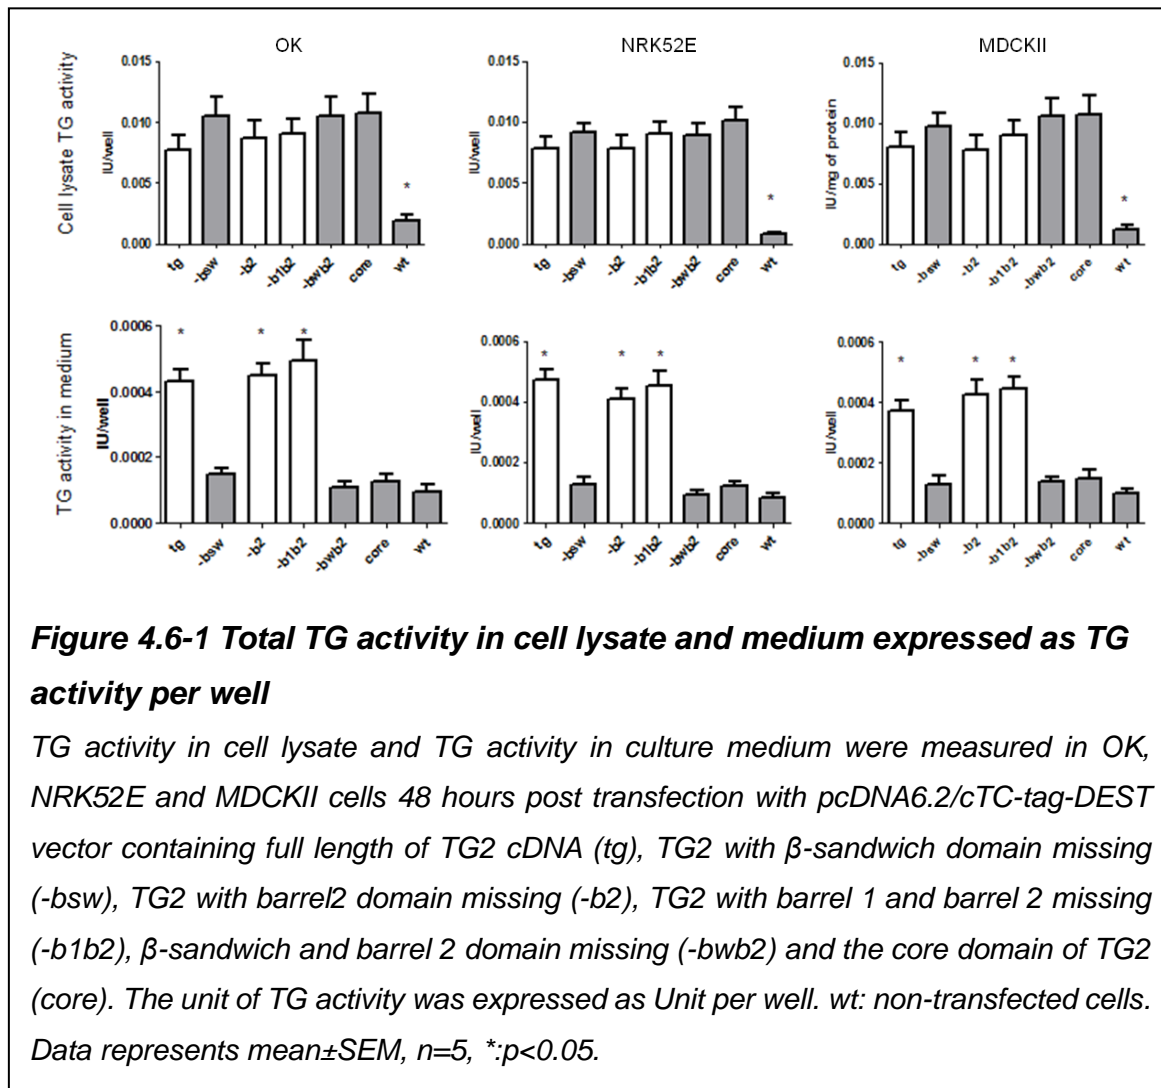 OK NRK52E MDCKII
Cell lysate TG activity
IU/well
0.015
0.010
0.005
0.000
*
tg -bsw -b2 -b1b2 -bwb2 core wt
IU/well
0.015
0.010
0.005
0.000
*
tg -bsw -b2 -b1b2 -bwb2 core wt
IU/mg of protein
0.015
0.010
0.005
0.000
*
tg -bsw -b2 -b1b2 -bwb2 core wt
TG activity in medium
IU/well
0.0006
0.0004
0.0002
0.0000
* * *
tg -bsw -b2 -b1b2 -bwb2 core wt
IU/well
0.0006
0.0004
0.0002
0.0000
* * *
tg -bsw -b2 -b1b2 -bwb2 core wt
IU/well
0.0006
0.0004
0.0002
0.0000
* * *
tg -bsw -b2 -b1b2 -bwb2 core wt
Figure 4.6-1 Total TG activity in cell lysate and medium expressed as TG
activity per well
TG activity in cell lysate and TG activity in culture medium were measured in OK,
NRK52E and MDCKII cells 48 hours post transfection with pcDNA6.2/cTC-tag-DEST
vector containing full length of TG2 cDNA (tg), TG2 with β-sandwich domain missing
(-bsw), TG2 with barrel2 domain missing (-b2), TG2 with barrel 1 and barrel 2 missing
(-b1b2), β-sandwich and barrel 2 domain missing (-bwb2) and the core domain of TG2
(core). The unit of TG activity was expressed as Unit per well. wt: non-transfected cells.
Data represents mean±SEM, n=5, *:p<0.05.